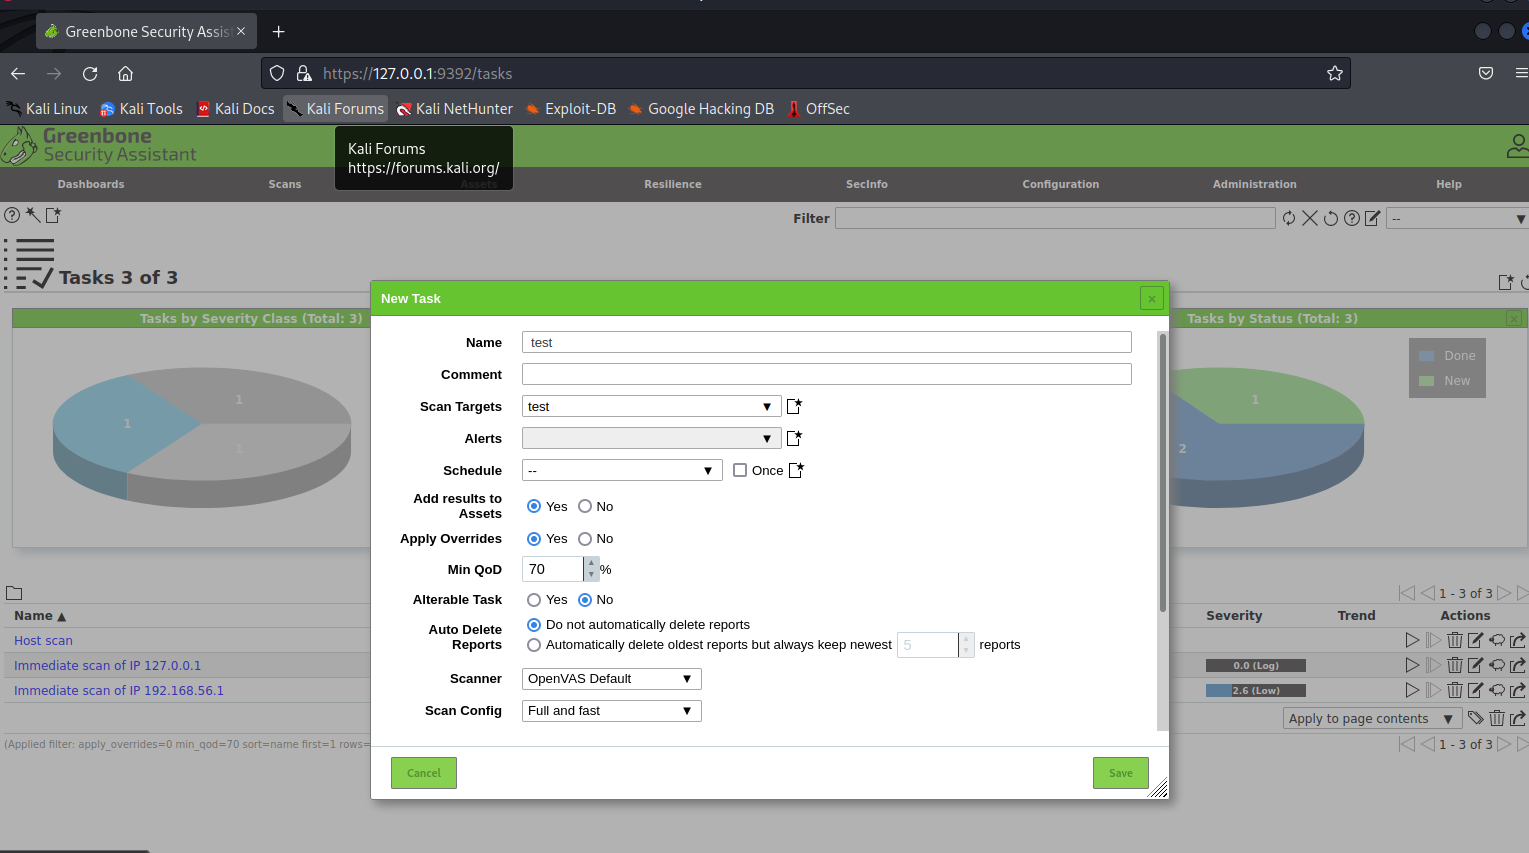 Greenbone Security Assis
https://127.0.0.1:9392/tasks
Kali Linux Kali Tools Kali Docs Kali Forums Kali NetHunter Exploit-DB Google Hacking DB OffSec
Greenbone
Security Assistant
Kali Forums
https://forums.kali.org/
Dashboards Scans Assets Resilience SecInfo Configuration Administration Help
Filter --
Tasks 3 of 3
New Task
Tasks by Severity Class (Total: 3)
Tasks by Status (Total: 3)
1
1
1
Done
New
1
2
Name test
Comment
Scan Targets test
Alerts
Schedule -- Once
Add results to
Assets Yes No
Apply Overrides Yes No
Min QoD 70 %
Alterable Task Yes No
Auto Delete
Reports
Do not automatically delete reports
Automatically delete oldest reports but always keep newest 5 reports
Scanner OpenVAS Default
Scan Config Full and fast
Cancel Save
1 - 3 of 3
Name Severity Trend Actions
Host scan
Immediate scan of IP 127.0.0.1 0.0 (Log)
Immediate scan of IP 192.168.56.1 2.6 (Low)
Apply to page contents
(Applied filter: apply_overrides=0 min_qod=70 sort=name first=1 rows=
1 - 3 of 3